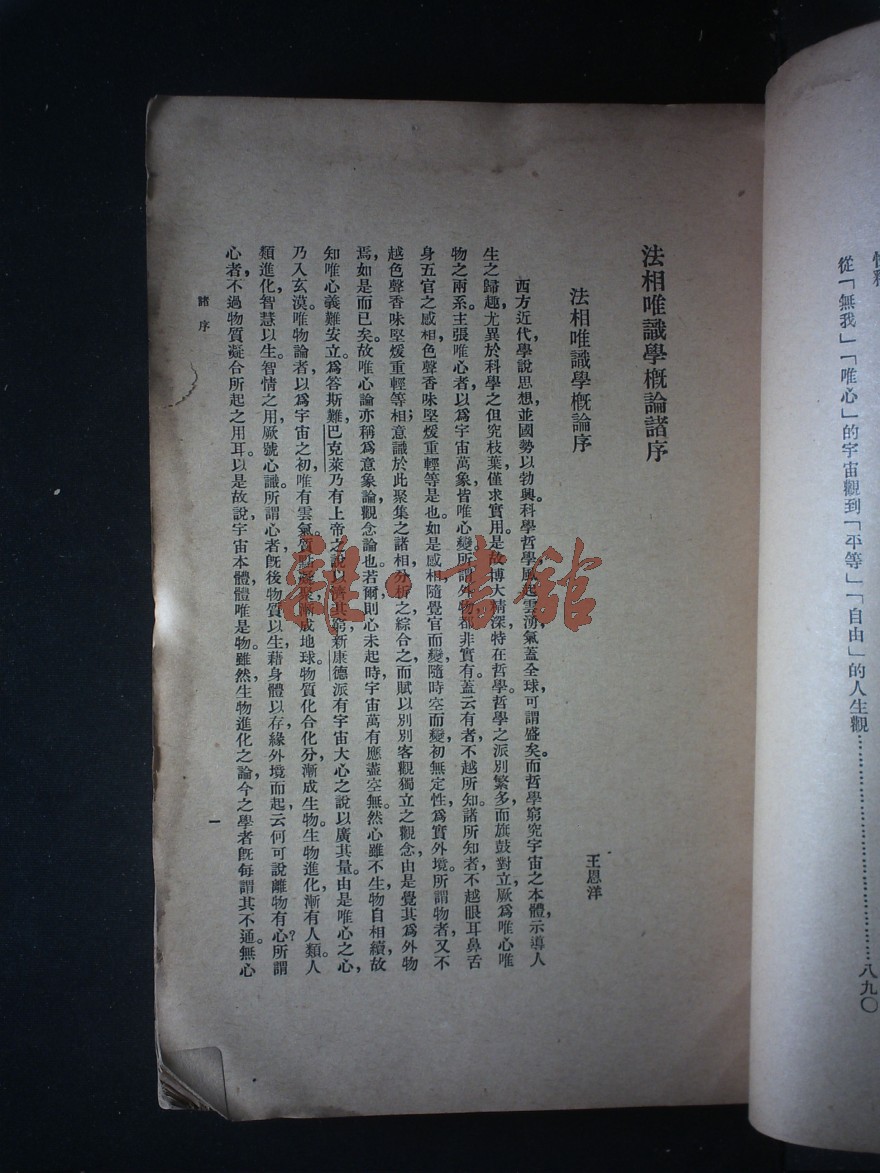 性釋
從「無我」「唯心」的宇宙觀到「平等」「自由」的人生觀……………………八九〇
法相唯識學概論諸序
法相唯識學概論序
王恩洋
西方近代,學說思想,並國勢以勃興。科學哲學,風起雲湧,氣蓋全球,可謂盛矣。而哲學窮究宇宙之本體,示導人
生之歸趣,尤異於科學之但究枝葉,僅求實用。是故博大精深,特在哲學。哲學之派別繁多,而旗鼓對立,厥為唯心唯
物之兩系。主張唯心者,以為宇宙萬象,皆唯心變,所謂外物,都非實有。蓋云有者,不越所知。諸所知者,不越眼耳鼻舌
身五官之感相,色聲香味堅煖重輕等是也。如是感相,隨覺官而變,隨時空而變,初無定性,為實外境。所謂物者,又不
越色聲香味堅煖重輕等相;意識於此聚集之諸相,分析之,綜合之,而賦以別別客觀獨立之觀念,由是覺其為外物
焉,如是而已矣。故唯心論亦稱為意象論觀念論也。若爾,則心未起時,宇宙萬有,應盡空無。然心雖不生,物自相續,故
知唯心,義難安立。為答斯難,巴克萊乃有上帝之說,以濟其窮,新康德派有宇宙大心之說,以廣其量。由是唯心之心,
乃入玄漠。唯物論者,以為宇宙之初,唯有雲氣質點,凝聚漸成地球。物質化合化分,漸成生物。生物進化,漸有人類。人
類進化,智慧以生。智情之用,厥號心識。所謂心者,既後物質以生,藉身體以存,緣外境而起,云何可說離物有心?所謂
心者,不過物質凝合所起之用耳。以是故說宇宙本體,體唯是物。雖然,生物進化之論,今之學者,旣每謂其不通。無心
諸序
一
雜·書館